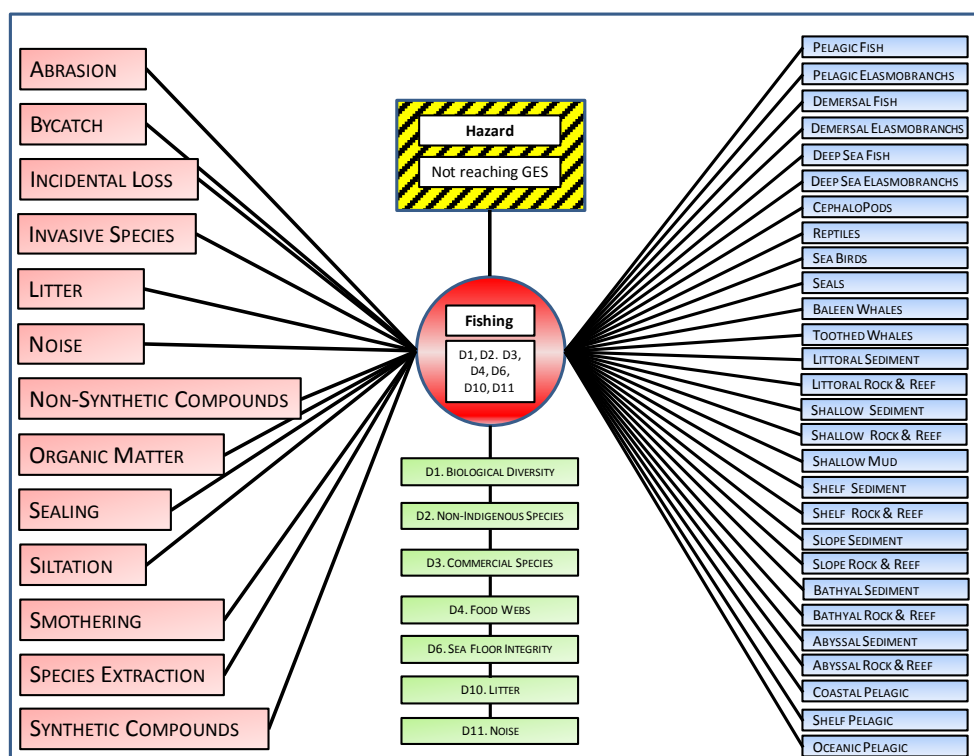 ABRASION
BYCATCH
INCIDENTAL LOSS
INVASIVE SPECIES
LITTER
NOISE
NON-SYNTHETIC COMPOUNDS
ORGANIC MATTER
SEALING
SILTATION
SMOTHERING
SPECIES EXTRACTION
SYNTHETIC COMPOUNDS
Hazard
Not reaching GES
Fishing
D1, D2. D3,
D4, D6,
D10, D11
D1. BIOLOGICAL DIVERSITY
D2. NON-INDIGENOUS SPECIES
D3. COMMERCIAL SPECIES
D4. FOOD WEBS
D6. SEA FLOOR INTEGRITY
D10. LITTER
D11. NOISE
PELAGIC FISH
PELAGIC ELASMOBRANCHS
DEMERSAL FISH
DEMERSAL ELASMOBRANCHS
DEEP SEA FISH
DEEP SEA ELASMOBRANCHS
CEPHALOPODS
REPTILES
SEA BIRDS
SEALS
BALEEN WHALES
TOOTHED WHALES
LITTORAL SEDIMENT
LITTORAL ROCK & REEF
SHALLOW SEDIMENT
SHALLOW ROCK & REEF
SHALLOW MUD
SHELF SEDIMENT
SHELF ROCK & REEF
SLOPE SEDIMENT
SLOPE ROCK & REEF
BATHYAL SEDIMENT
BATHYAL ROCK & REEF
ABYSSAL SEDIMENT
ABYSSAL ROCK & REEF
COASTAL PELAGIC
SHELF PELAGIC
OCEANIC PELAGIC